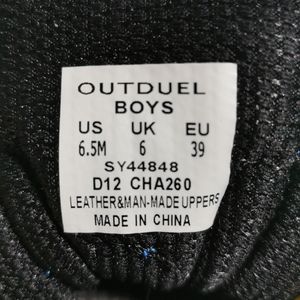 OUTDUEL
BOYS
US UK EU
6.5M 6 39
SY44848
D12 CHA260
LEATHER&MAN-MADE UPPERS
MADE IN CHINA